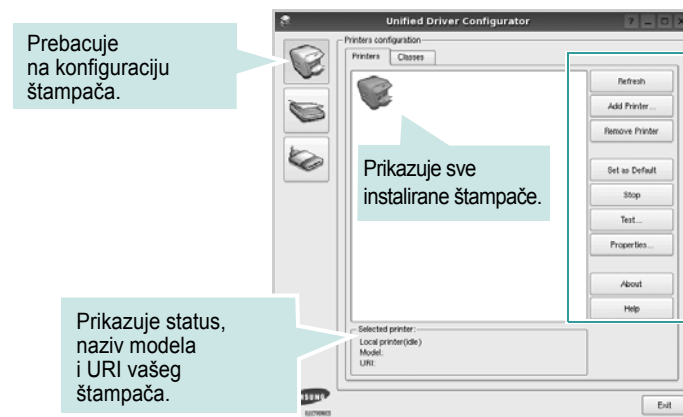 Unified Driver Configurator
Prebacuje
na konfiguraciju
štampača.
Printers configuration
Printers Classes
Refresh
Add Printer...
Remove Printer
Set as Default
Stop
Test...
Properties...
About
Help
Prikazuje sve
instalirane štampače.
Prikazuje status,
naziv modela
i URI vašeg
štampača.
Selected printer:
Local printer(idle)
Model:
URI:
ELECTRONICS
Exit